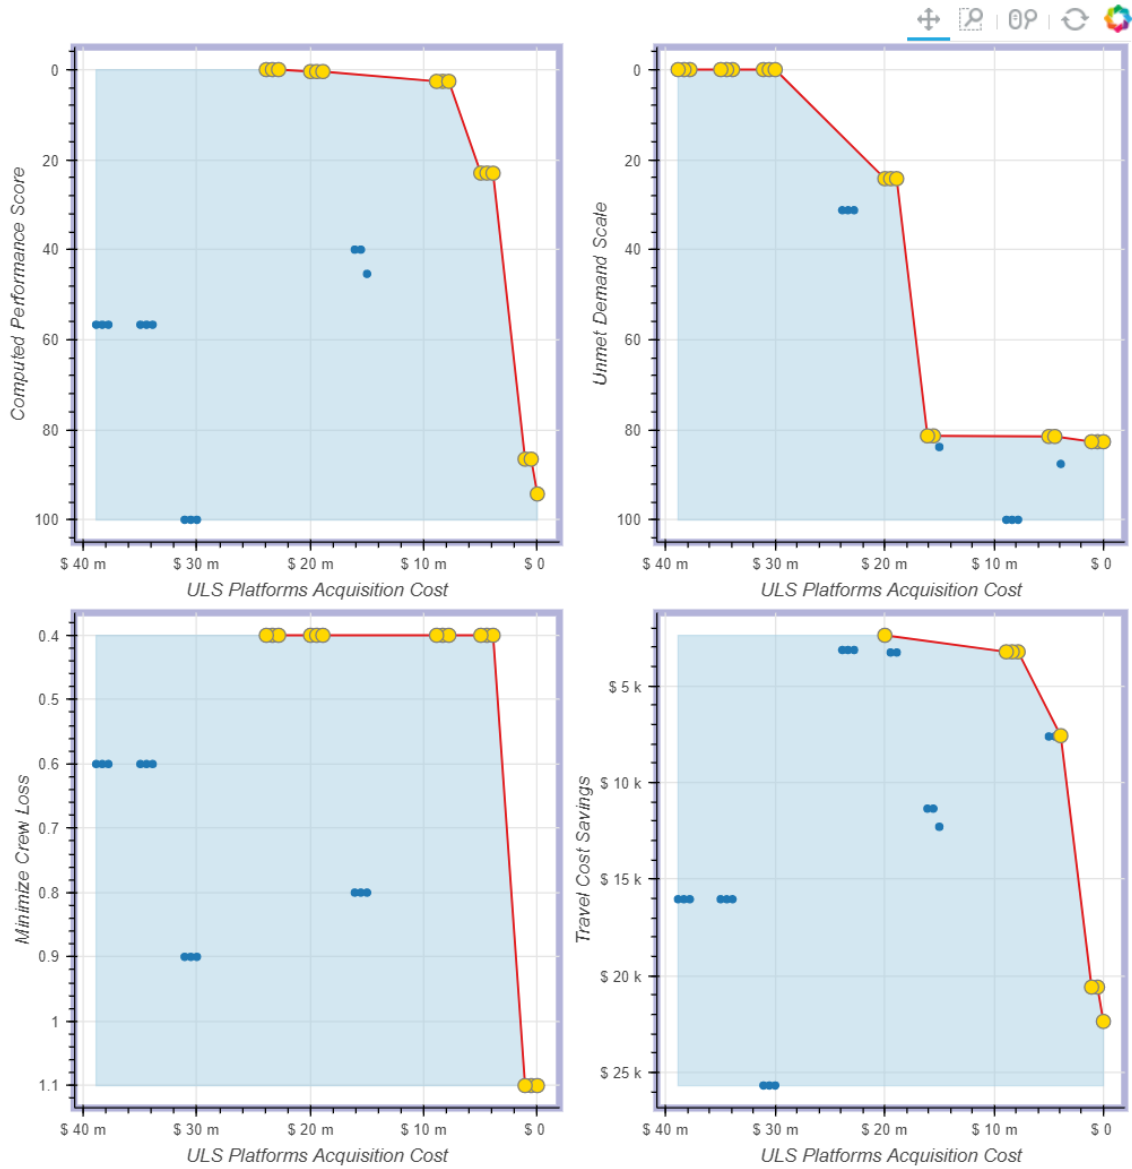 0
20
40
60
80
100
Computed Performance Score
$ 40 m
$ 30 m
$ 20 m
$ 10 m
$ 0
ULS Platforms Acquisition Cost
0
20
40
60
80
100
Unmet Demand Scale
$ 40 m
$ 30 m
$ 20 m
$ 10 m
$ 0
ULS Platforms Acquisition Cost
0.4
0.5
0.6
0.7
0.8
0.9
1
1.1
Minimize Crew Loss
$ 40 m
$ 30 m
$ 20 m
$ 10 m
$ 0
ULS Platforms Acquisition Cost
$ 5 k
$ 10 k
$ 15 k
$ 20 k
$ 25 k
Travel Cost Savings
$ 40 m
$ 30 m
$ 20 m
$ 10 m
$ 0
ULS Platforms Acquisition Cost